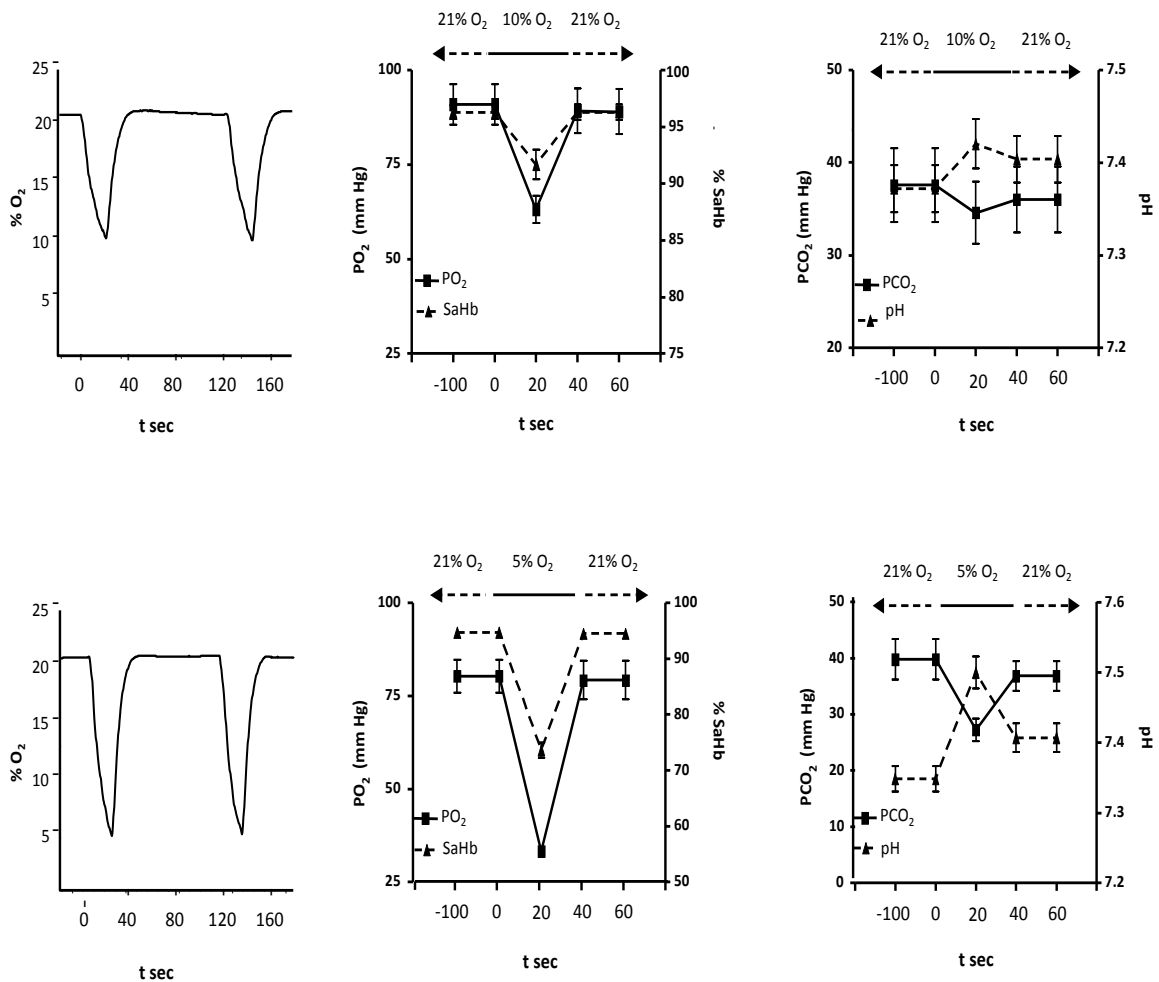 21% O₂ 10% O₂ 21% O₂
25
20
15
10
5
% O₂
0 40 80 120 160
t sec
100
75
50
25
PO₂ (mm Hg)
100
95
90
85
80
75
% SaHb
PO₂
SaHb
-100 0 20 40 60
t sec
21% O₂ 10% O₂ 21% O₂
50
40
30
20
PCO₂ (mm Hg)
7.5
7.4
7.3
7.2
pH
PCO₂
pH
-100 0 20 40 60
t sec
25
20
15
10
5
% O₂
0 40 80 120 160
t sec
21% O₂ 5% O₂ 21% O₂
100
75
50
25
PO₂ (mm Hg)
100
90
80
70
60
50
% SaHb
PO₂
SaHb
-100 0 20 40 60
t sec
21% O₂ 5% O₂ 21% O₂
50
40
30
20
10
0
PCO₂ (mm Hg)
7.6
7.5
7.4
7.3
7.2
pH
PCO₂
pH
-100 0 20 40 60
t sec